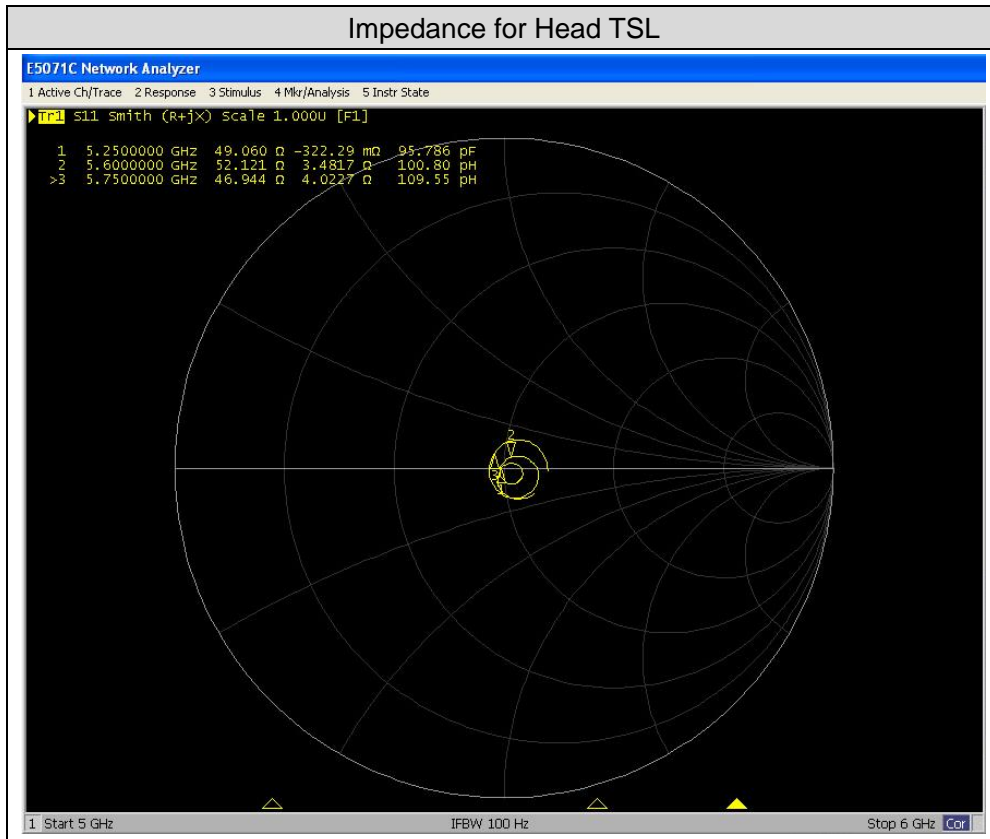 Impedance for Head TSL
E5071C Network Analyzer
1 Active Ch/Trace 2 Response 3 Stimulus 4 Mkr/Analysis 5 Instr State
Tr1 S11 Smith (R+jX) Scale 1.000U [F1]
1 5.2500000 GHz 49.060 Ω -322.29 mΩ 95.786 pF
2 5.6000000 GHz 52.121 Ω 3.4817 Ω 100.80 pH
>3 5.7500000 GHz 46.944 Ω 4.0227 Ω 109.55 pH
2
3
1 Start 5 GHz IFBW 100 Hz Stop 6 GHz Cor